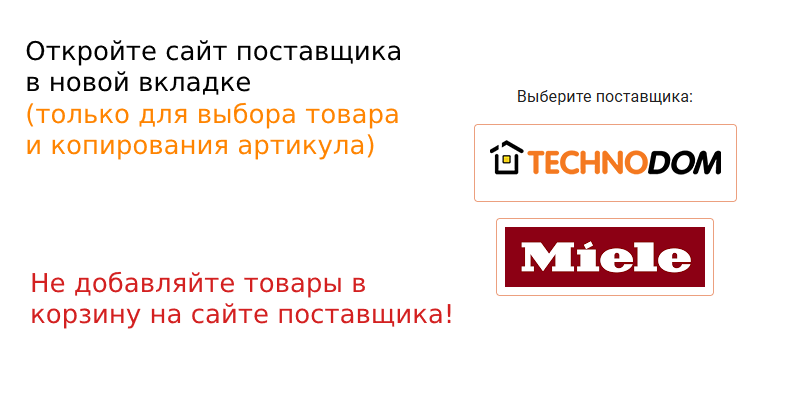 Откройте сайт поставщика
в новой вкладке
(только для выбора товара
и копирования артикула)
Выберите поставщика:
TECHNODOM
Miele
Не добавляйте товары в
корзину на сайте поставщика!